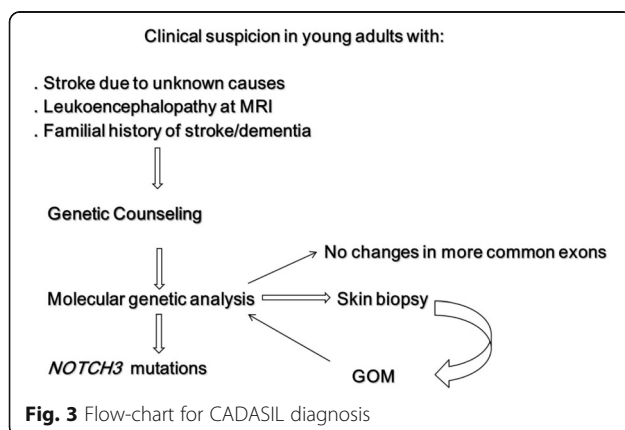 Clinical suspicion in young adults with:
. Stroke due to unknown causes
. Leukoencephalopathy at MRI
. Familial history of stroke/dementia
Genetic Counseling
No changes in more common exons
Molecular genetic analysis
Skin biopsy
NOTCH3 mutations
GOM
Fig. 3 Flow-chart for CADASIL diagnosis